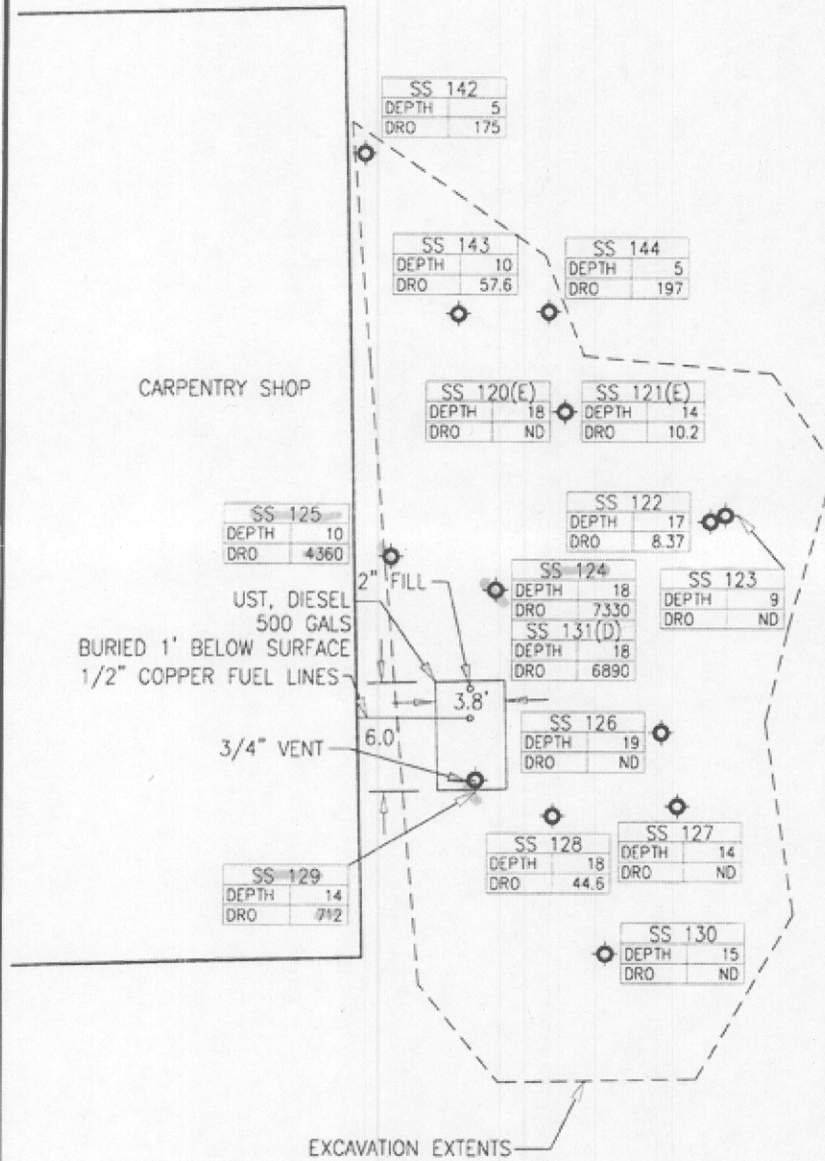 SS 142
DEPTH 5
DRO 175
SS 143
DEPTH 10
DRO 57.6
SS 144
DEPTH 5
DRO 197
CARPENTRY SHOP
SS 120(E)
DEPTH 18
DRO ND
SS 121(E)
DEPTH 14
DRO 10.2
SS 125
DEPTH 10
DRO 4360
SS 122
DEPTH 17
DRO 8.37
SS 123
DEPTH 9
DRO ND
2" FILL
SS 124
DEPTH 18
DRO 7330
SS 131(D)
DEPTH 18
DRO 6890
UST, DIESEL
500 GALS
BURIED 1' BELOW SURFACE
1/2" COPPER FUEL LINES
3.8'
6.0
3/4" VENT
SS 126
DEPTH 19
DRO ND
SS 128
DEPTH 18
DRO 44.6
SS 127
DEPTH 14
DRO ND
SS 129
DEPTH 14
DRO 712
SS 130
DEPTH 15
DRO ND
EXCAVATION EXTENTS